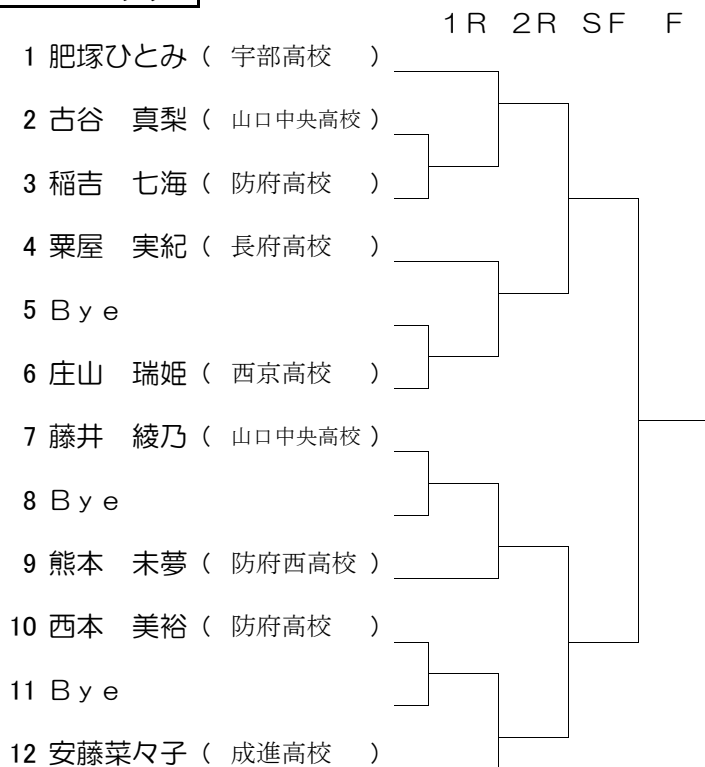 1R 2R SF F
1 肥塚ひとみ ( 宇部高校 )
2 古谷 真梨 ( 山口中央高校 )
3 稲吉 七海 ( 防府高校 )
4 粟屋 実紀 ( 長府高校 )
5 Bye
6 庄山 瑞姫 ( 西京高校 )
7 藤井 綾乃 ( 山口中央高校 )
8 Bye
9 熊本 未夢 ( 防府西高校 )
10 西本 美裕 ( 防府高校 )
11 Bye
12 安藤菜々子 ( 成進高校 )